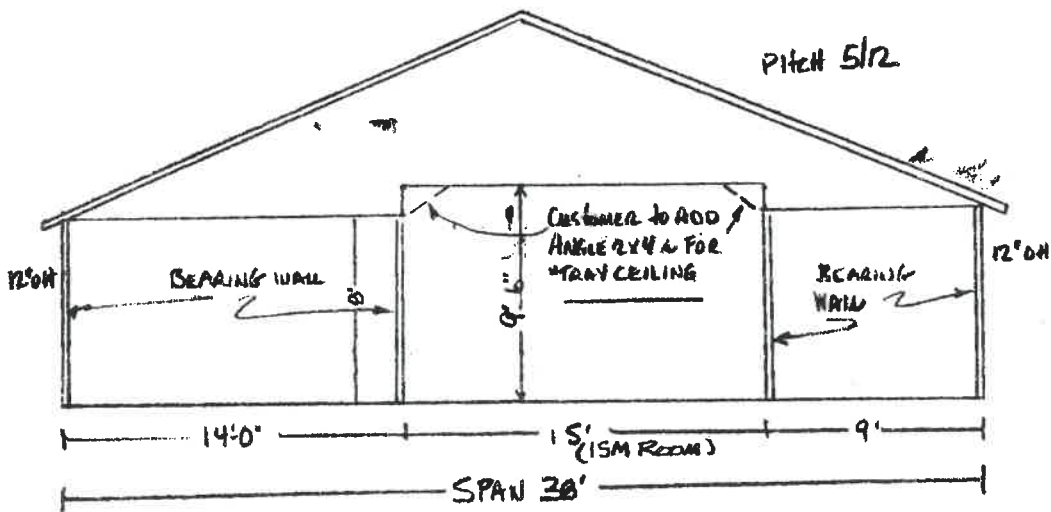 PITCH 5/12
CUSTOMER TO ADD
ANGLE 2X4's FOR
"TRAY CEILING
12"OH
BEARING WALL
8'
9' 6"
BEARING
WALL
12"OH
14'-0"
15'
(15M ROOM)
9'
SPAN 38'